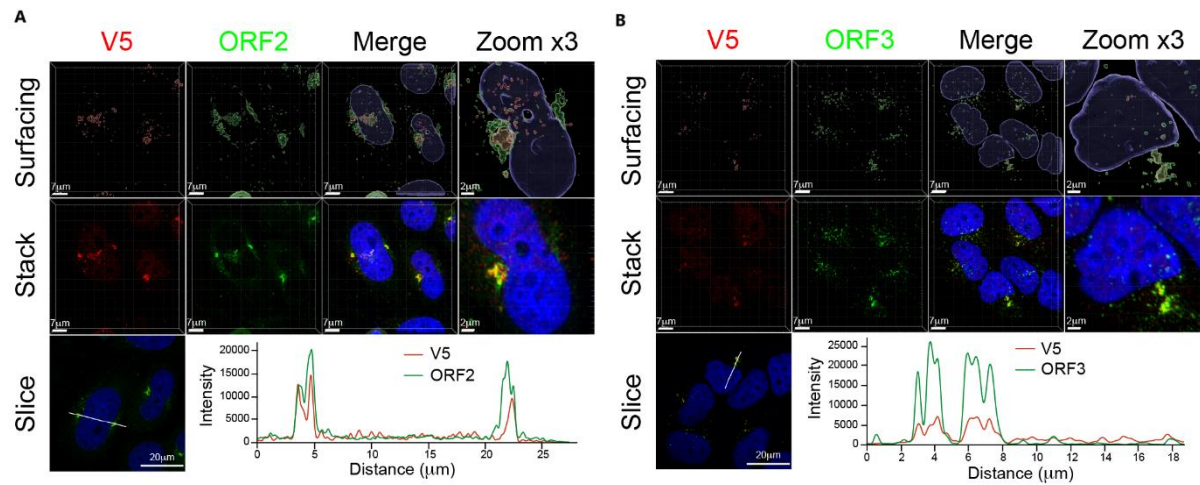 A
V5 ORF2 Merge Zoom x3
Surfacing
7µm 7µm 7µm 2µm
Stack
7µm 7µm 7µm 2µm
Slice
20µm
Intensity
20000
15000
10000
5000
0
V5
ORF2
0 5 10 15 20 25
Distance (µm)
B
V5 ORF3 Merge Zoom x3
Surfacing
7µm 7µm 7µm 2µm
Stack
7µm 7µm 7µm 2µm
Slice
20µm
Intensity
25000
20000
15000
10000
5000
0
V5
ORF3
0 2 4 6 8 10 12 14 16 18
Distance (µm)